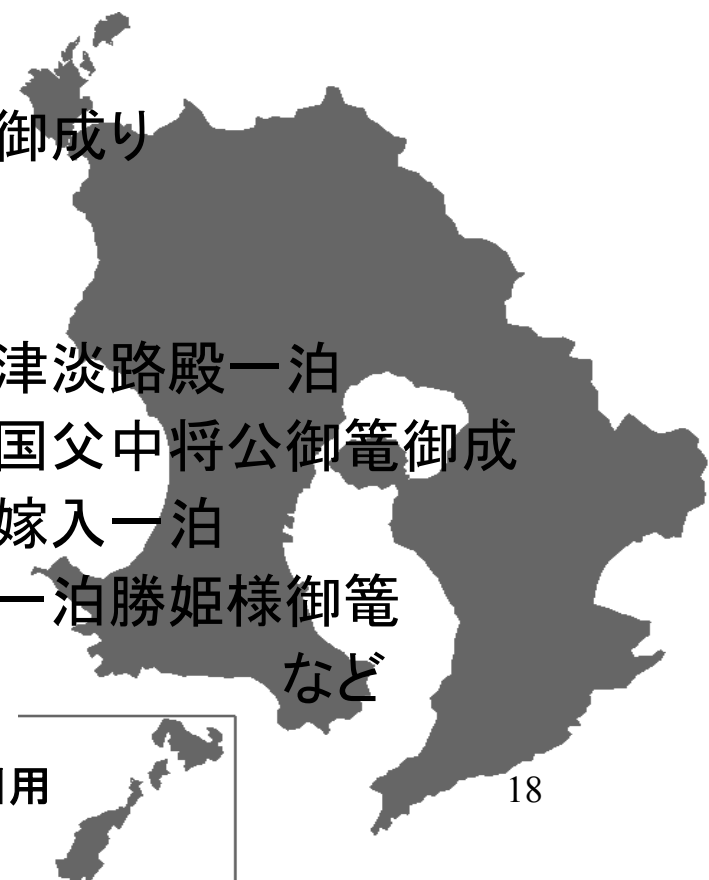 御成り
津淡路殿一泊
国父中将公御篭御成
嫁入一泊
一泊勝姫様御篭
など
用
18